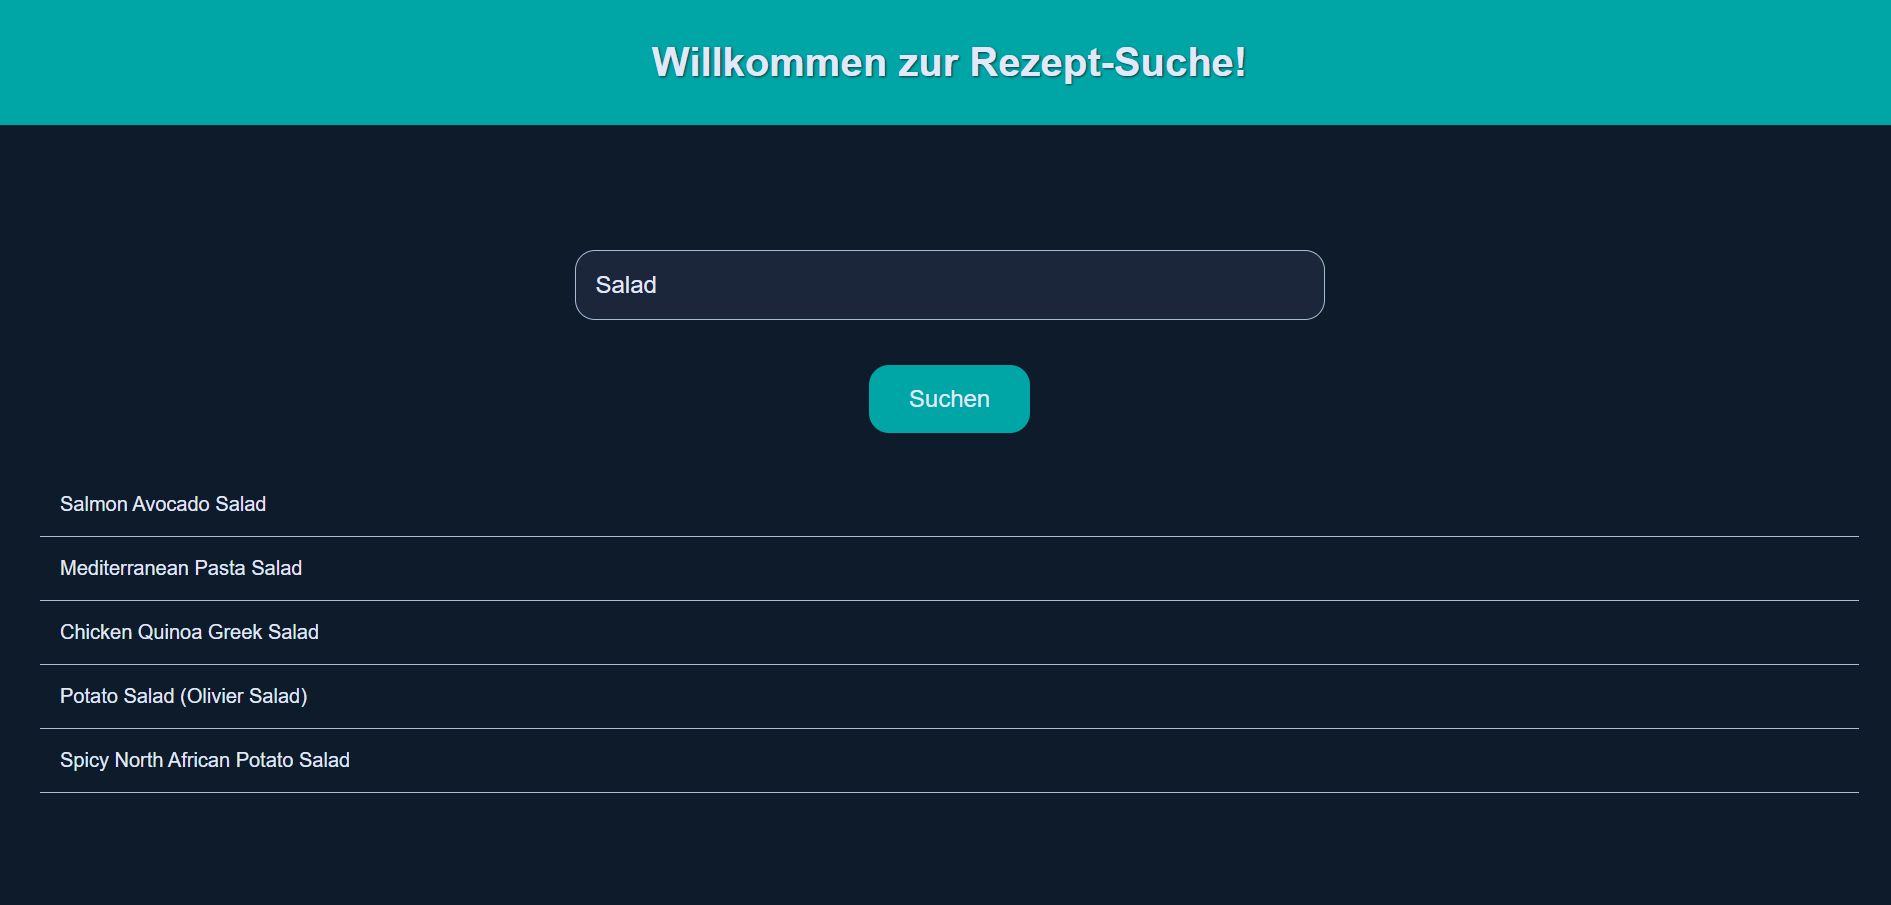 Willkommen zur Rezept-Suche!
Salad
Suchen
Salmon Avocado Salad
Mediterranean Pasta Salad
Chicken Quinoa Greek Salad
Potato Salad (Olivier Salad)
Spicy North African Potato Salad